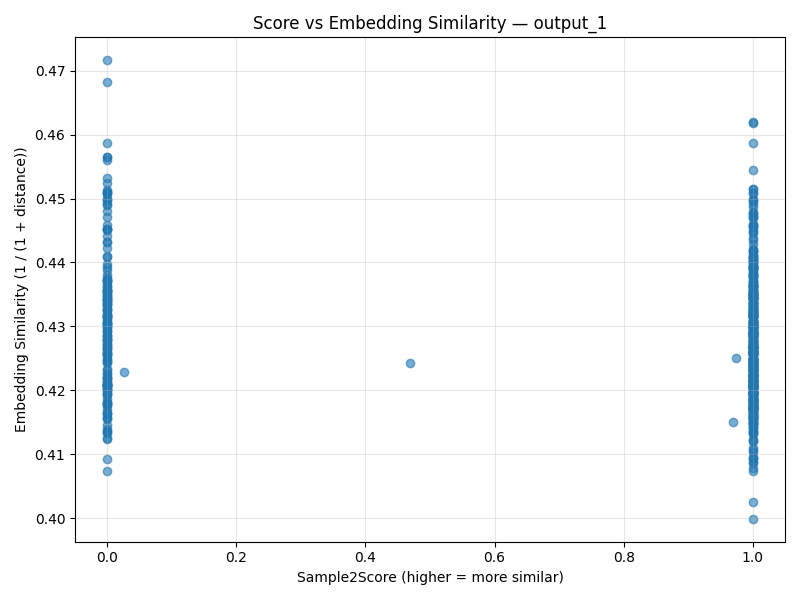 Score vs Embedding Similarity — output_1
Embedding Similarity (1 / (1 + distance))
0.47
0.46
0.45
0.44
0.43
0.42
0.41
0.40
0.0 0.2 0.4 0.6 0.8 1.0
Sample2Score (higher = more similar)